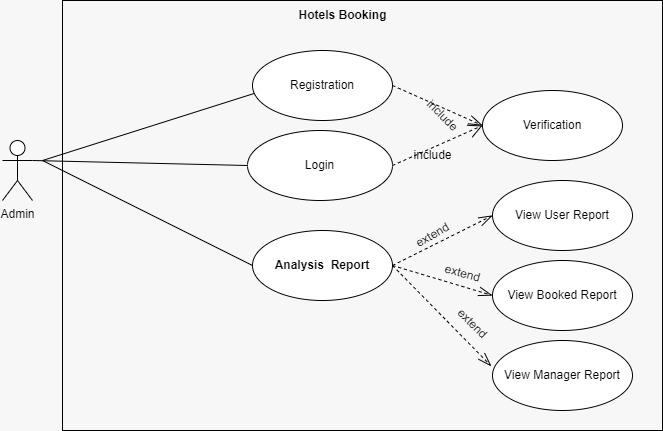 Hotels Booking
Registration
include
Verification
Login
include
Admin
View User Report
extend
Analysis  Report
extend
View Booked Report
extend
View Manager Report